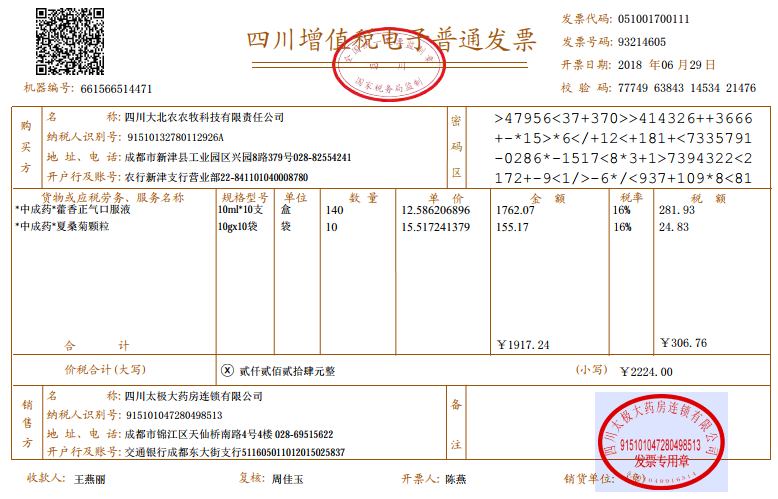 四川增值税电子普通发票
发票代码: 051001700111
发票号码: 93214605
开票日期: 2018 年06 月29 日
校 验 码: 77749 63843 14534 21476
机器编号: 661566514471
四 川
国家税务局监制
购买方
名 称: 四川大北农农牧科技有限责任公司
纳税人识别号: 91510132780112926A
地 址、电 话: 成都市新津县工业园区兴园8路379号028-82554241
开户行及账号: 农行新津支行营业部22-841101040008780
密码区
>47956<37+370>>414326++3666
+-*15>*6</+12<+181+<7335791
-0286*-1517<8*3+1>7394322<2
172+-9<1/>-6*/<937+109*8<81
货物或应税劳务、服务名称 规格型号 单位 数 量 单 价 金 额 税率 税 额
*中成药*藿香正气口服液 10ml*10支 盒 140 12.586206896 1762.07 16% 281.93
*中成药*夏桑菊颗粒 10gx10袋 袋 10 15.517241379 155.17 16% 24.83
合 计 ￥1917.24 ￥306.76
价税合计(大写) ⓧ 贰仟贰佰贰拾肆元整 (小写) ￥2224.00
销售方
名 称: 四川太极大药房连锁有限公司
纳税人识别号: 915101047280498513
地 址、电 话: 成都市锦江区天仙桥南路4号4楼 028-69515622
开户行及账号: 交通银行成都东大街支行511605011012015025837
备注
四川太极大药房连锁有限公司
915101047280498513
发票专用章
收款人: 王燕丽 复核: 周佳玉 开票人: 陈燕 销货单位: